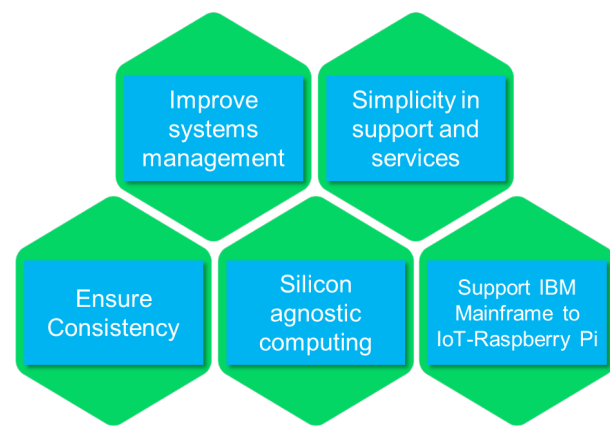 Improve
systems
management
Simplicity in
support and
services
Ensure
Consistency
Silicon
agnostic
computing
Support IBM
Mainframe to
IoT-Raspberry Pi